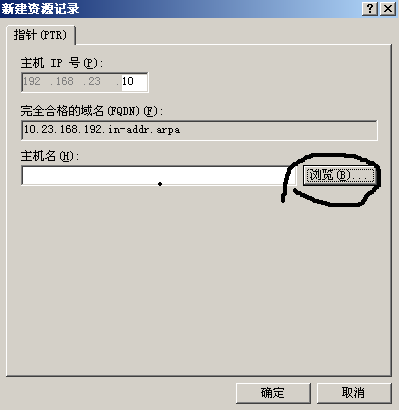 新建资源记录
指针(PTR)
主机 IP 号(P):
192 .168 .23 .10
完全合格的域名(FQDN)(F):
10.23.168.192.in-addr.arpa
主机名(H):
浏览(B)...
确定 取消